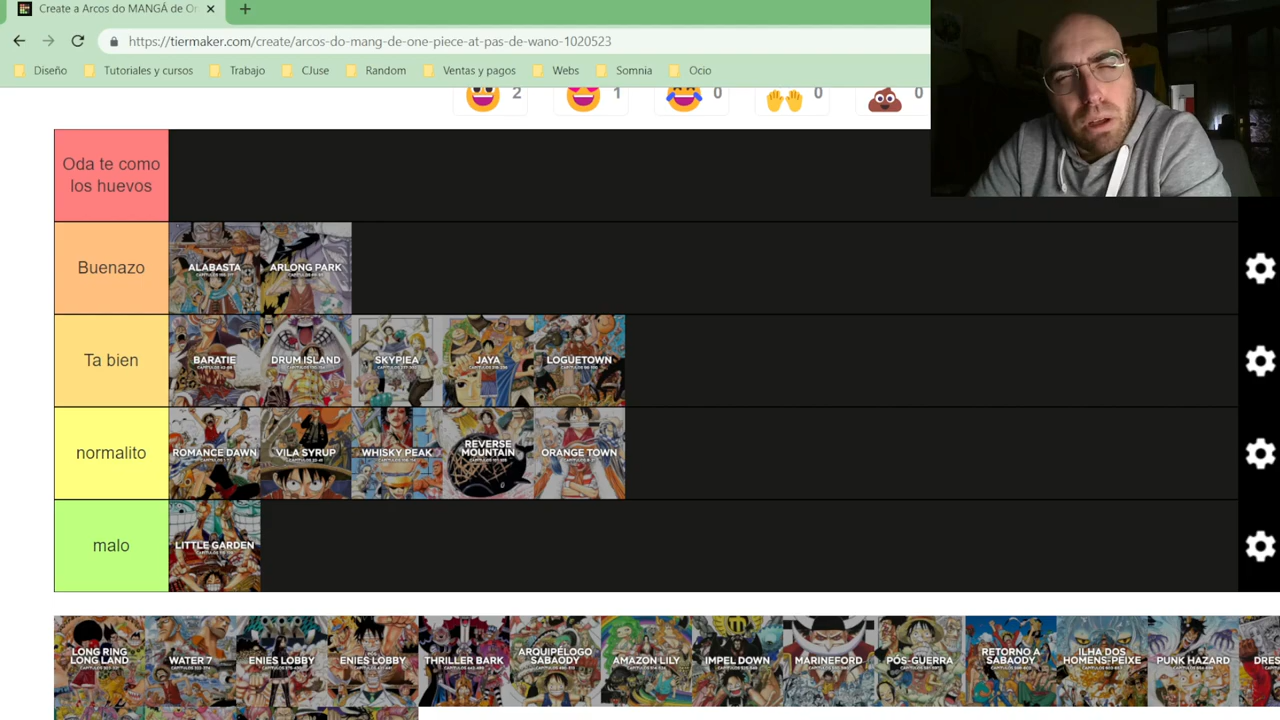 Create a Arcos do MANGÁ de Or
https://tiermaker.com/create/arcos-do-mang-de-one-piece-at-pas-de-wano-1020523
Diseño Tutoriales y cursos Trabajo CJuse Random Ventas y pagos Webs Somnia Ocio
2 1 0 0 0
Oda te como
los huevos
Buenazo
ALABASTA
ARLONG PARK
Ta bien
BARATIE
DRUM ISLAND
SKYPIEA
JAYA
LOGUETOWN
normalito
ROMANCE DAWN
VILA SYRUP
WHISKY PEAK
REVERSE
MOUNTAIN
ORANGE TOWN
malo
LITTLE GARDEN
LONG RING
LONG LAND
WATER 7
ENIES LOBBY
ENIES LOBBY
THRILLER BARK
ARQUIPÉLOGO
SABAODY
AMAZON LILY
IMPEL DOWN
MARINEFORD
PÓS-GUERRA
RETORNO A
SABAODY
ILHA DOS
HOMENS-PEIXE
PUNK HAZARD
DRES